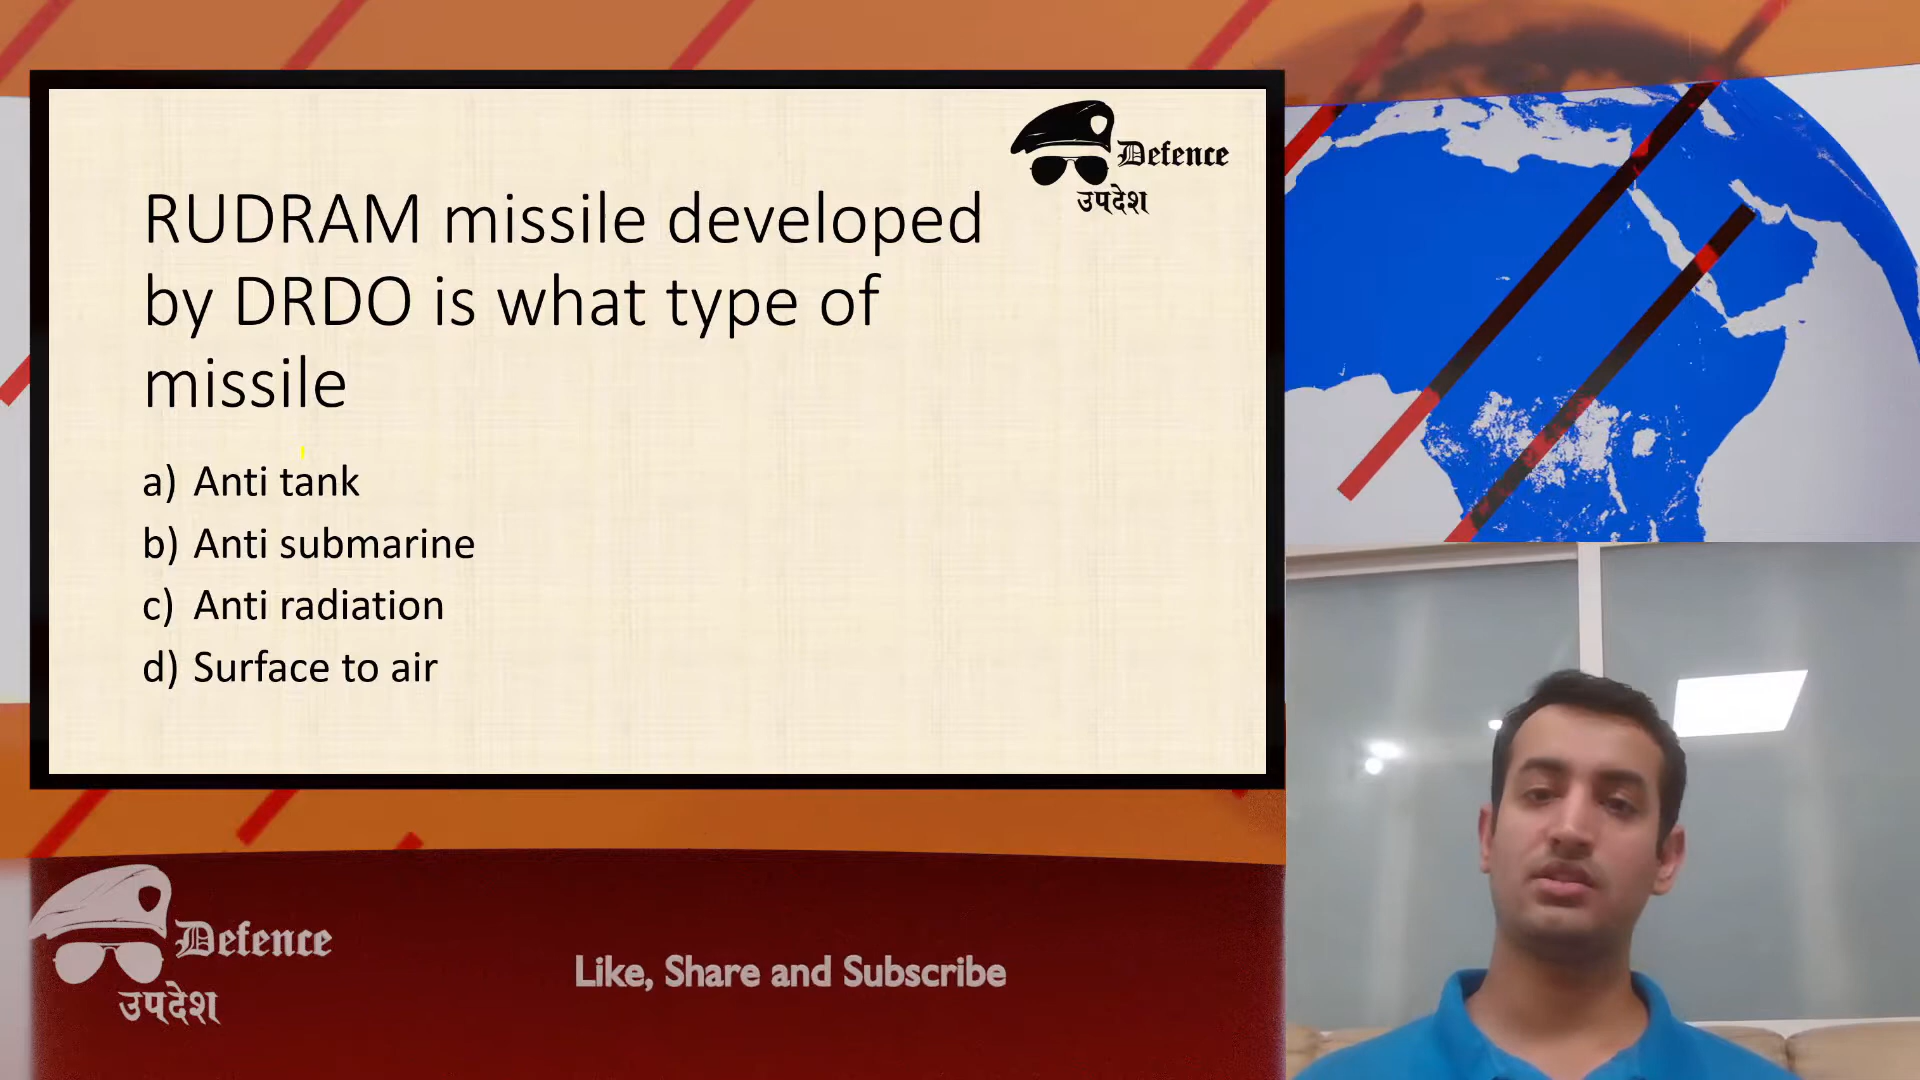 Defence
उपदेश
RUDRAM missile developed
by DRDO is what type of
missile
a) Anti tank
b) Anti submarine
c) Anti radiation
d) Surface to air
Defence
उपदेश
Like, Share and Subscribe